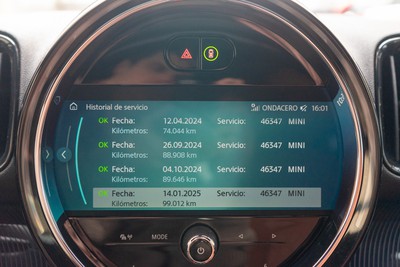 Historial de servicio ONDACERO 16:01
OK Fecha: 12.04.2024 Servicio: 46347 MINI
Kilómetros: 74.044 km
OK Fecha: 26.09.2024 Servicio: 46347 MINI
Kilómetros: 88.908 km
OK Fecha: 04.10.2024 Servicio: 46347 MINI
Kilómetros: 89.646 km
OK Fecha: 14.01.2025 Servicio: 46347 MINI
Kilómetros: 99.012 km
MODE